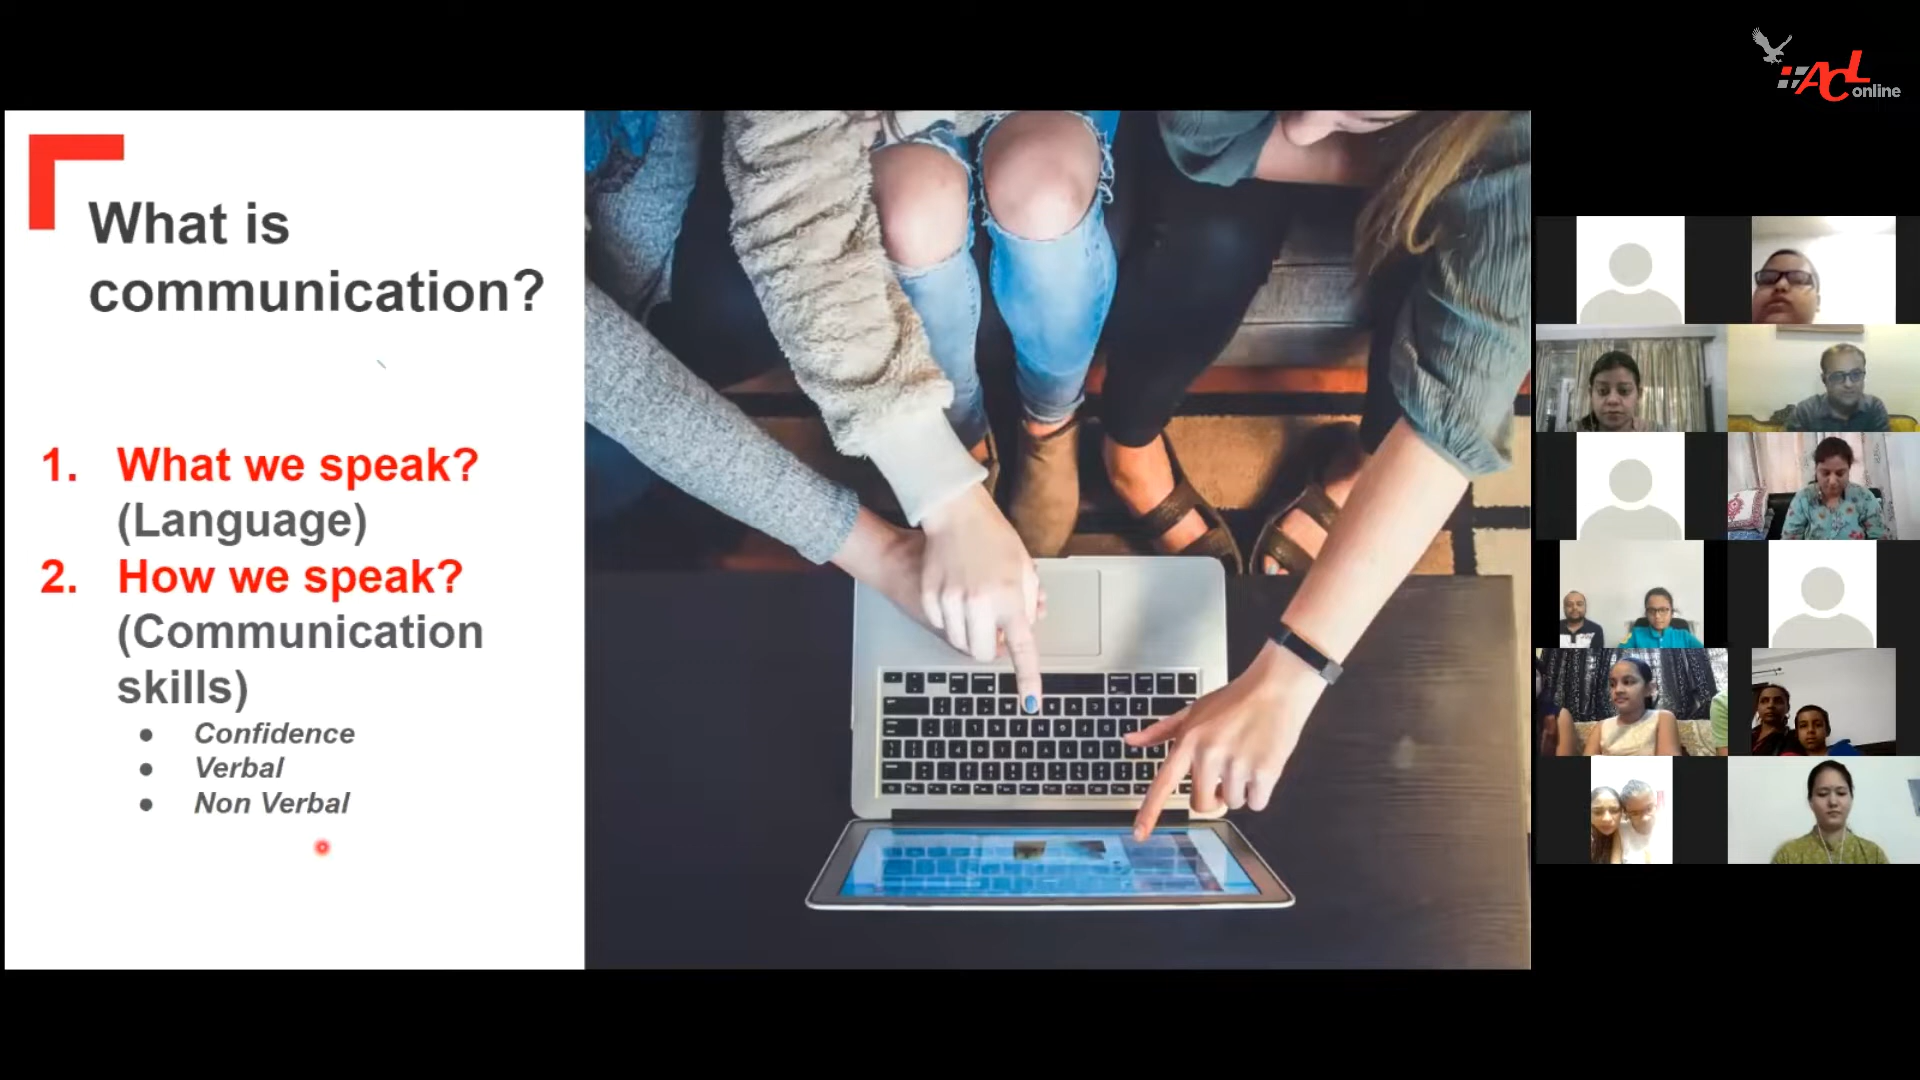 ACL
online
What is
communication?
1. What we speak?
(Language)
2. How we speak?
(Communication
skills)
● Confidence
● Verbal
● Non Verbal